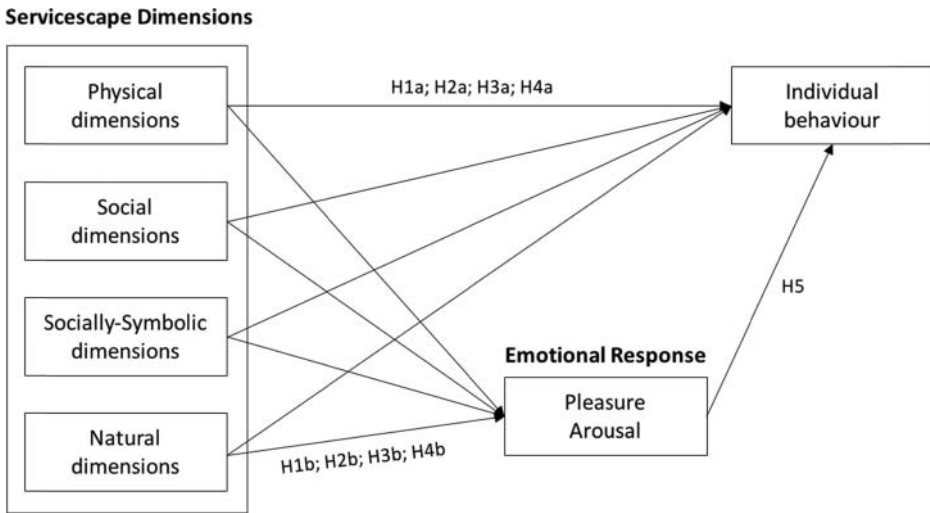 Servicescape Dimensions
Physical
dimensions
Social
dimensions
Socially-Symbolic
dimensions
Natural
dimensions
H1a; H2a; H3a; H4a
Individual
behaviour
H5
Emotional Response
Pleasure
Arousal
H1b; H2b; H3b; H4b